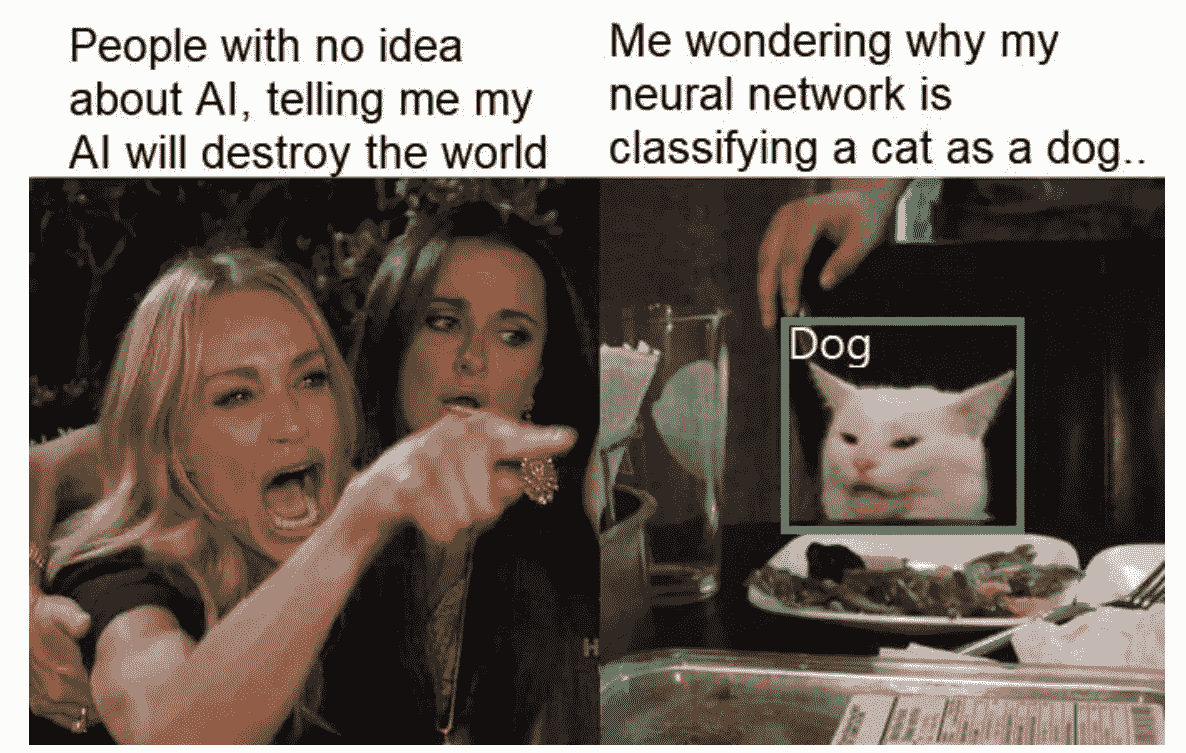 People with no idea
about AI, telling me my
AI will destroy the world
Me wondering why my
neural network is
classifying a cat as a dog..
Dog
H